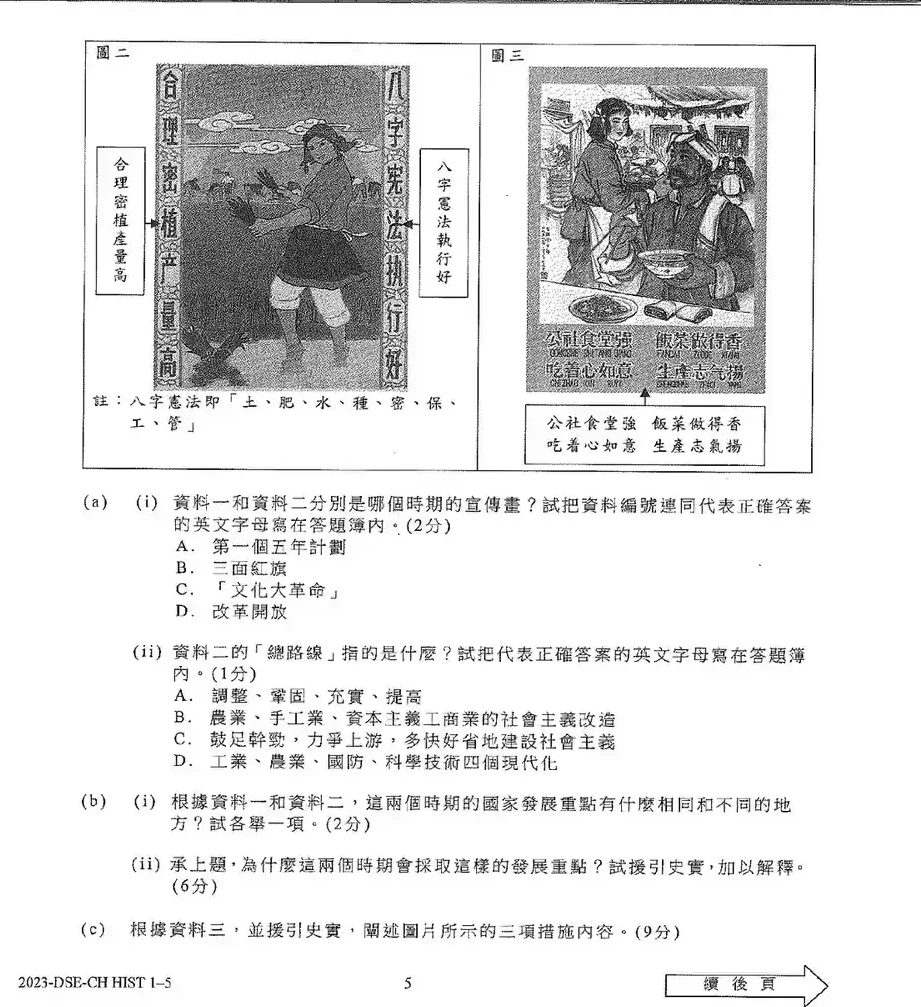 圖二
合理密植产量高
八字宪法执行好
合理密植產量高
八字憲法執行好
註：八字憲法即「土、肥、水、種、密、保、
工、管」
圖三
公社食堂強 飯菜做得香
GONGSHE SHITANG QIANG FANCAI ZUODE XIANG
吃着心如意 生產志气揚
CHIZHAO XIN RUYI SHENGCHAN ZHIQI YANG
公社食堂強 飯菜做得香
吃着心如意 生產志氣揚
(a) (i) 資料一和資料二分別是哪個時期的宣傳畫？試把資料編號連同代表正確答案
的英文字母寫在答題簿內。(2分)
A. 第一個五年計劃
B. 三面紅旗
C. 「文化大革命」
D. 改革開放
(ii) 資料二的「總路線」指的是什麼？試把代表正確答案的英文字母寫在答題簿
內。(1分)
A. 調整、鞏固、充實、提高
B. 農業、手工業、資本主義工商業的社會主義改造
C. 鼓足幹勁，力爭上游，多快好省地建設社會主義
D. 工業、農業、國防、科學技術四個現代化
(b) (i) 根據資料一和資料二，這兩個時期的國家發展重點有什麼相同和不同的地
方？試各舉一項。(2分)
(ii) 承上題，為什麼這兩個時期會採取這樣的發展重點？試援引史實，加以解釋。
(6分)
(c) 根據資料三，並援引史實，闡述圖片所示的三項措施內容。(9分)
2023-DSE-CH HIST 1–5
5
續後頁